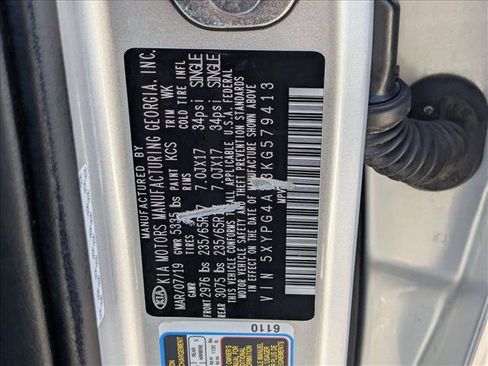 MANUFACTURED BY
KIA MOTORS MANUFACTURING GEORGIA, INC.
MAR/07/19 GVWR 5335 lbs PAINT KCS TRIM WK
GAWR TIRES RIMS COLD TIRE INFL
FRONT 2976 lbs 235/65R17 7.0JX17 34psi SINGLE
REAR 3075 lbs 235/65R17 7.0JX17 34psi SINGLE
THIS VEHICLE CONFORMS TO ALL APPLICABLE U.S.A. FEDERAL
MOTOR VEHICLE SAFETY AND THEFT PREVENTION STANDARDS
IN EFFECT ON THE DATE OF MANUFACTURE SHOWN ABOVE
MPV
VIN 5XYPG4A KG579413
6110